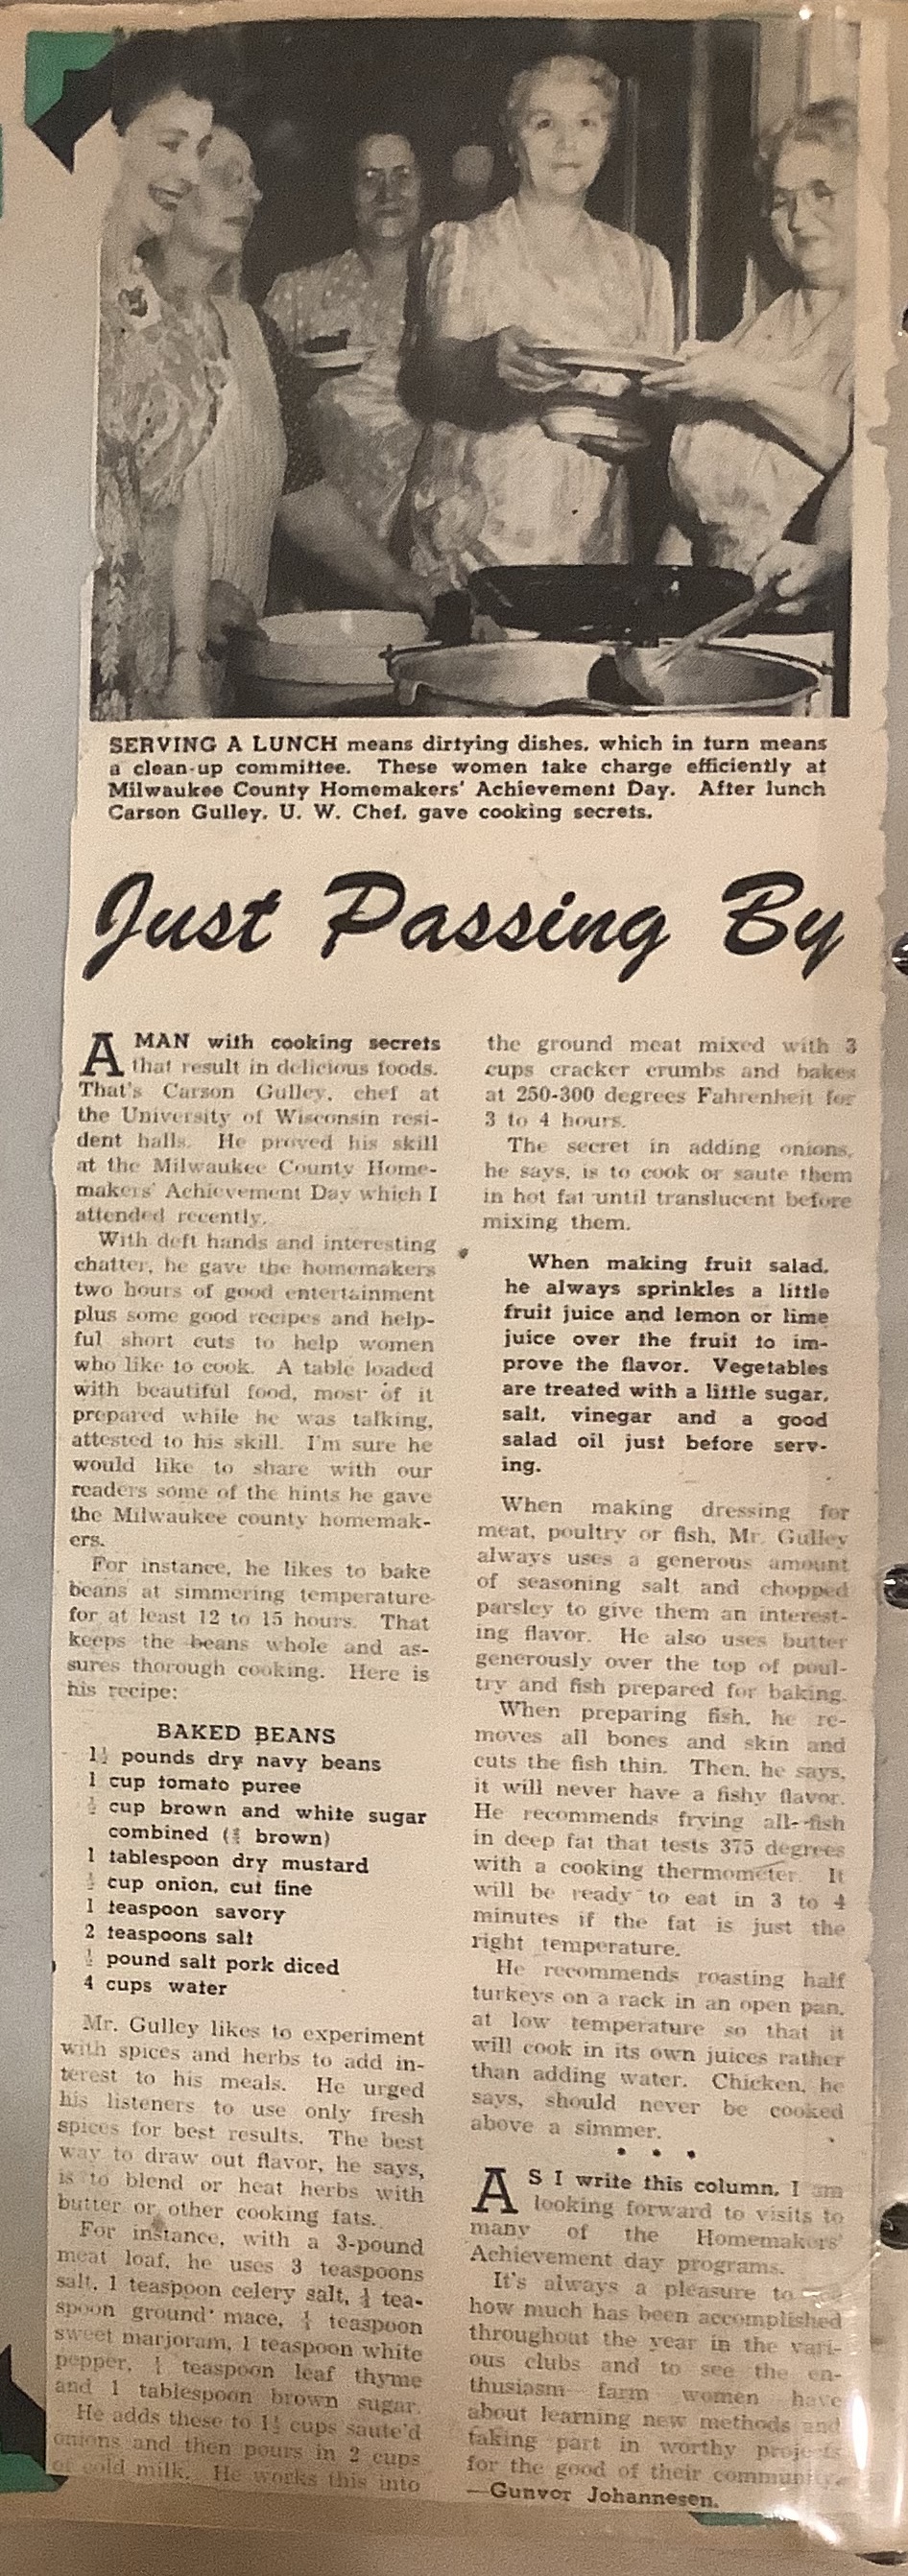 SERVING A LUNCH means dirtying dishes, which in turn means
a clean-up committee. These women take charge efficiently at
Milwaukee County Homemakers' Achievement Day. After lunch
Carson Gulley, U. W. Chef, gave cooking secrets.
Just Passing By
A MAN with cooking secrets
that result in delicious foods.
That's Carson Gulley, chef at
the University of Wisconsin resi-
dent halls. He proved his skill
at the Milwaukee County Home-
makers' Achievement Day which I
attended recently.
With deft hands and interesting
chatter, he gave the homemakers
two hours of good entertainment
plus some good recipes and help-
ful short cuts to help women
who like to cook. A table loaded
with beautiful food, most of it
prepared while he was talking,
attested to his skill. I'm sure he
would like to share with our
readers some of the hints he gave
the Milwaukee county homemak-
ers.
For instance, he likes to bake
beans at simmering temperature
for at least 12 to 15 hours. That
keeps the beans whole and as-
sures thorough cooking. Here is
his recipe:
BAKED BEANS
pounds dry navy beans
1 cup tomato puree
cup brown and white sugar
combined ( brown)
1 tablespoon dry mustard
cup onion, cut fine
1 teaspoon savory
2 teaspoons salt
pound salt pork diced
4 cups water
Mr. Gulley likes to experiment
with spices and herbs to add in-
terest to his meals. He urged
his listeners to use only fresh
spices for best results. The best
way to draw out flavor, he says,
is to blend or heat herbs with
butter or other cooking fats.
For instance, with a 3-pound
meat loaf, he uses 3 teaspoons
salt, 1 teaspoon celery salt, tea-
spoon ground mace, teaspoon
sweet marjoram, 1 teaspoon white
pepper, teaspoon leaf thyme
and 1 tablespoon brown sugar.
He adds these to 1½ cups saute'd
onions and then pours in 2 cups
of cold milk. He works this into
the ground meat mixed with 3
cups cracker crumbs and bakes
at 250-300 degrees Fahrenheit for
3 to 4 hours.
The secret in adding onions,
he says, is to cook or saute them
in hot fat until translucent before
mixing them.
When making fruit salad,
he always sprinkles a little
fruit juice and lemon or lime
juice over the fruit to im-
prove the flavor. Vegetables
are treated with a little sugar,
salt, vinegar and a good
salad oil just before serv-
ing.
When making dressing for
meat, poultry or fish, Mr. Gulley
always uses a generous amount
of seasoning salt and chopped
parsley to give them an interest-
ing flavor. He also uses butter
generously over the top of poul-
try and fish prepared for baking.
When preparing fish, he re-
moves all bones and skin and
cuts the fish thin. Then, he says,
it will never have a fishy flavor.
He recommends frying all fish
in deep fat that tests 375 degrees
with a cooking thermometer. It
will be ready to eat in 3 to 4
minutes if the fat is just the
right temperature.
He recommends roasting half
turkeys on a rack in an open pan,
at low temperature so that it
will cook in its own juices rather
than adding water. Chicken, he
says, should never be cooked
above a simmer.
• • •
AS I write this column, I am
looking forward to visits to
many of the Homemakers'
Achievement day programs.
It's always a pleasure to
how much has been accomplished
throughout the year in the vari-
ous clubs and to see the en-
thusiasm farm women have
about learning new methods and
taking part in worthy projects
for the good of their community.
—Gunvor Johannesen.